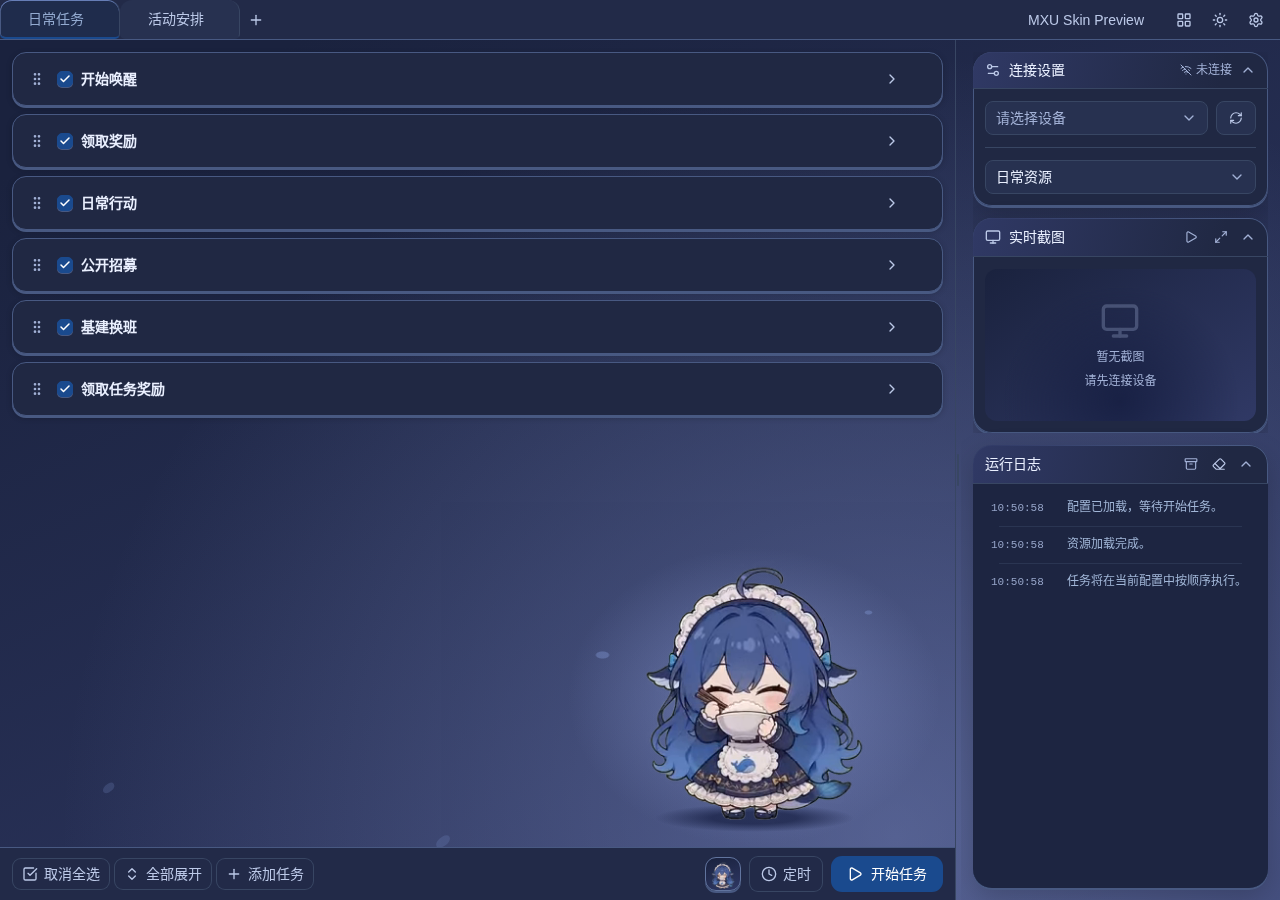 日常任务
活动安排
MXU Skin Preview
开始唤醒
领取奖励
日常行动
公开招募
基建换班
领取任务奖励
连接设置
未连接
请选择设备
日常资源
实时截图
暂无截图
请先连接设备
运行日志
10:50:58 配置已加载，等待开始任务。
10:50:58 资源加载完成。
10:50:58 任务将在当前配置中按顺序执行。
取消全选
全部展开
添加任务
定时
开始任务